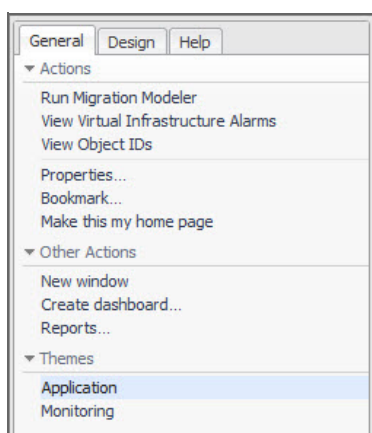 General Design Help
Actions
Run Migration Modeler
View Virtual Infrastructure Alarms
View Object IDs
Properties...
Bookmark...
Make this my home page
Other Actions
New window
Create dashboard...
Reports...
Themes
Application
Monitoring